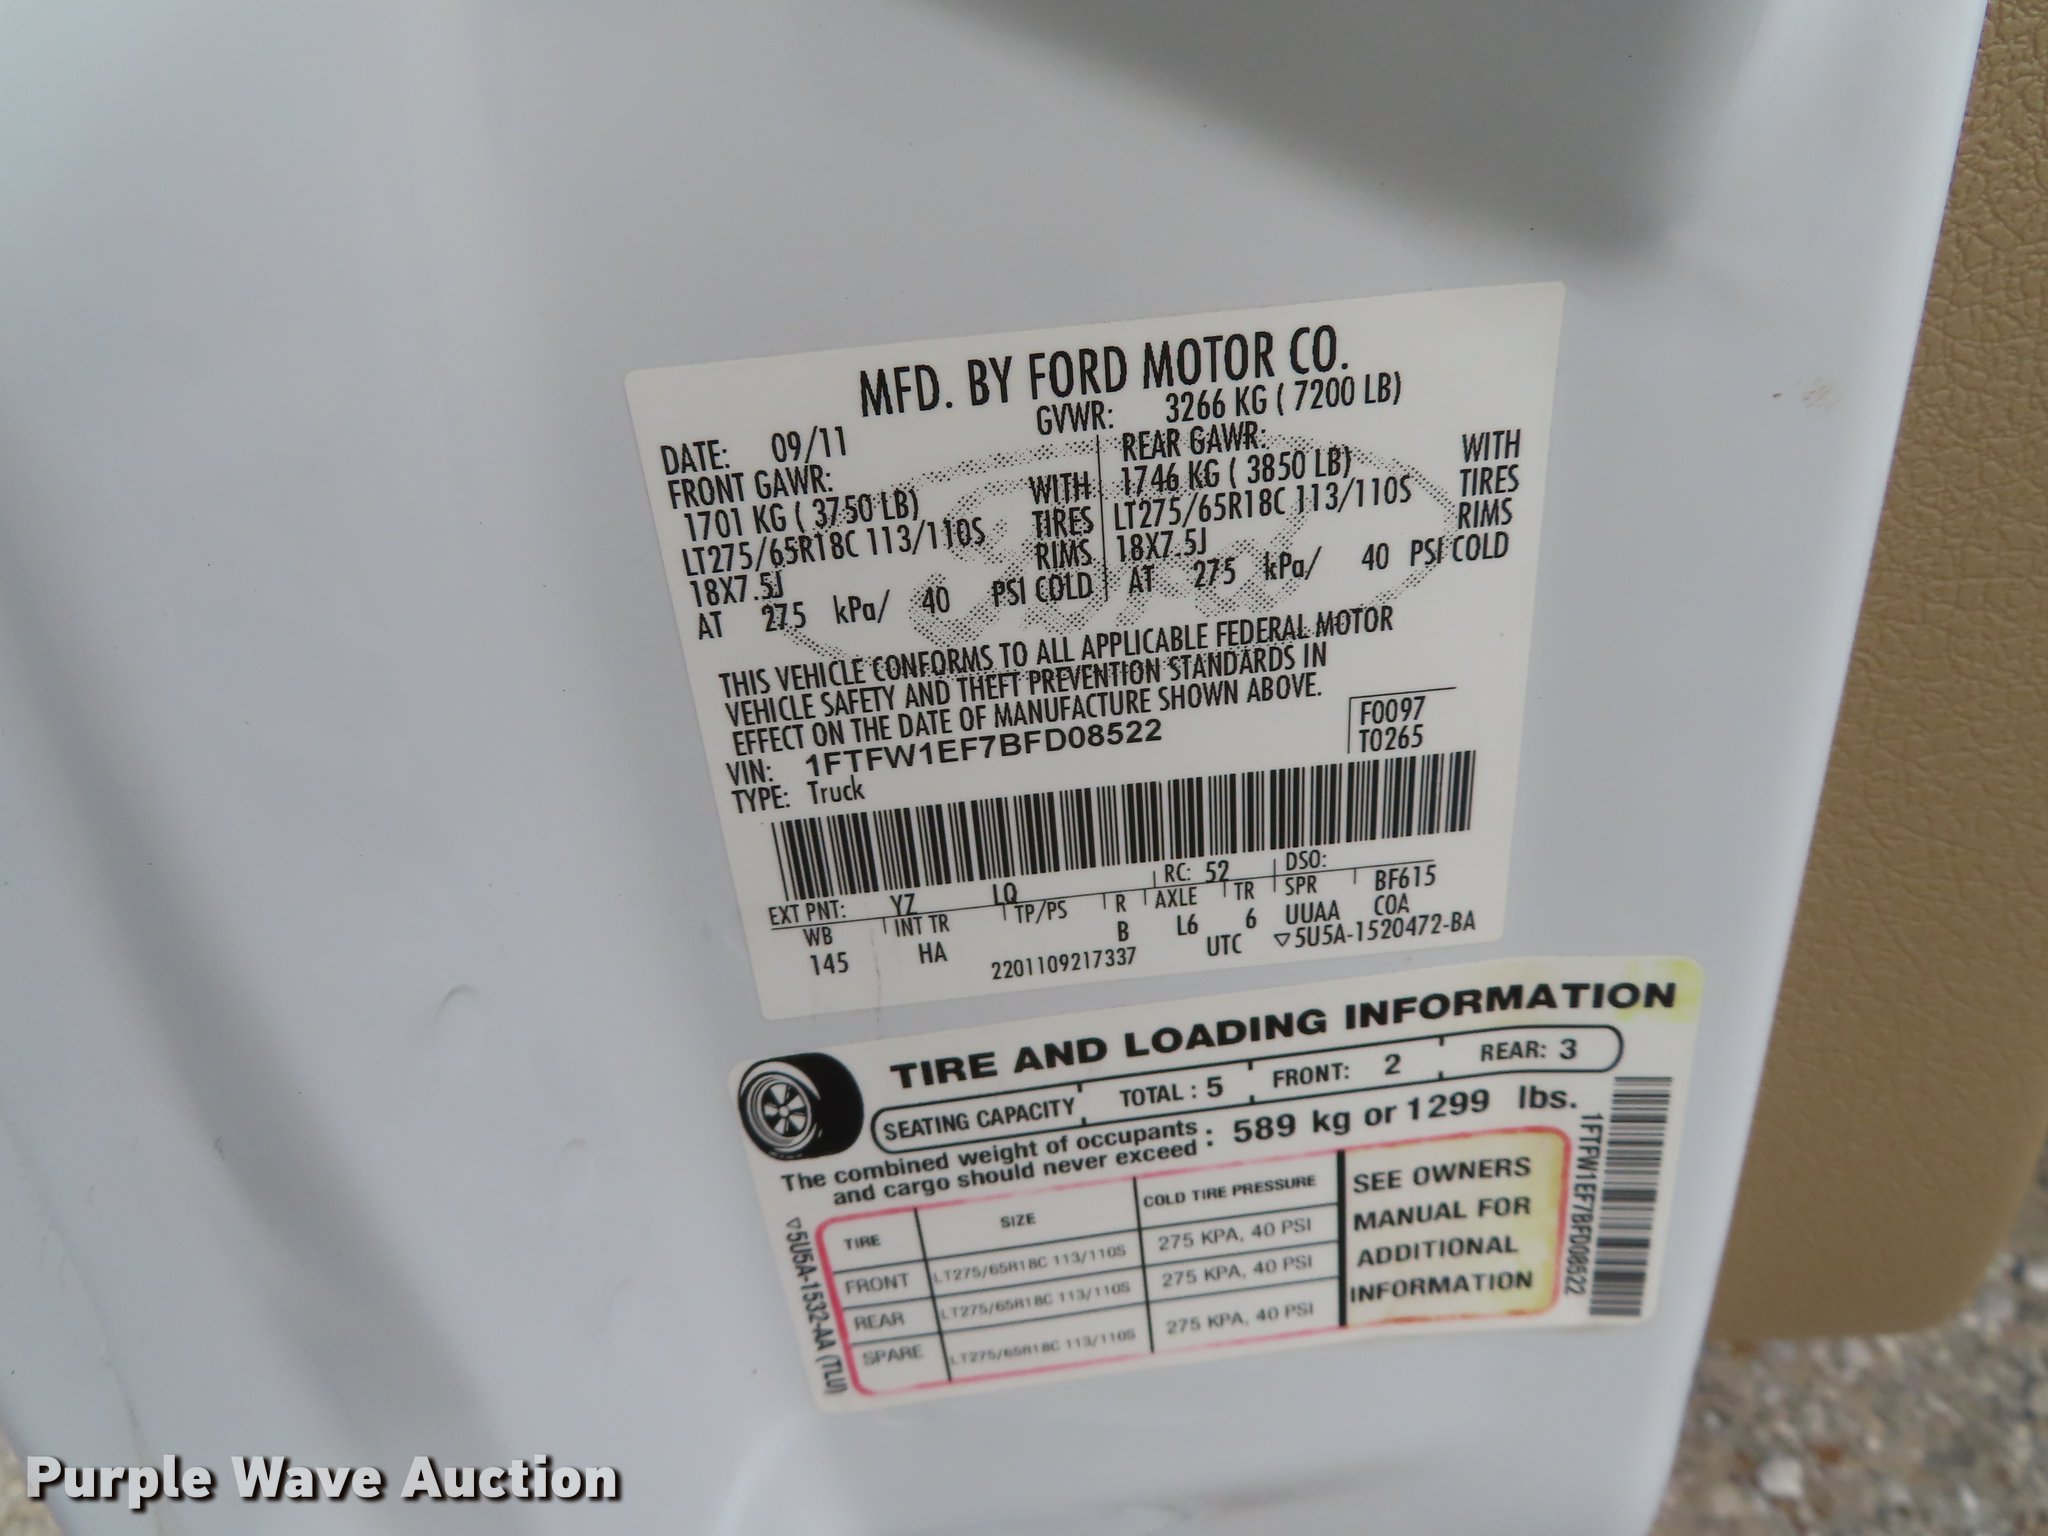 MFD. BY FORD MOTOR CO.
DATE: 09/11 GVWR: 3266 KG ( 7200 LB)
FRONT GAWR: REAR GAWR:
1701 KG ( 3750 LB) WITH 1746 KG ( 3850 LB) WITH
LT275/65R18C 113/110S TIRES LT275/65R18C 113/110S TIRES
18X7.5J RIMS 18X7.5J RIMS
AT 275 kPa/ 40 PSI COLD AT 275 kPa/ 40 PSI COLD
THIS VEHICLE CONFORMS TO ALL APPLICABLE FEDERAL MOTOR
VEHICLE SAFETY AND THEFT PREVENTION STANDARDS IN
EFFECT ON THE DATE OF MANUFACTURE SHOWN ABOVE.
VIN: 1FTFW1EF7BFD08522 F0097
TYPE: Truck T0265
EXT PNT: YZ LQ RC: 52 DSO:
WB INT TR TP/PS R AXLE TR SPR BF615
145 HA B L6 6 UUAA COA
2201109217337 UTC ▽5U5A-1520472-BA
TIRE AND LOADING INFORMATION
SEATING CAPACITY TOTAL : 5 FRONT: 2 REAR: 3
The combined weight of occupants : 589 kg or 1299 lbs.
and cargo should never exceed :
TIRE SIZE COLD TIRE PRESSURE
FRONT LT275/65R18C 113/110S 275 KPA, 40 PSI
REAR LT275/65R18C 113/110S 275 KPA, 40 PSI
SPARE LT275/65R18C 113/110S 275 KPA, 40 PSI
SEE OWNERS
MANUAL FOR
ADDITIONAL
INFORMATION
▽5U5A-1532-AA (TLU)
1FTFW1EF7BFD08522
Ford
Purple Wave Auction